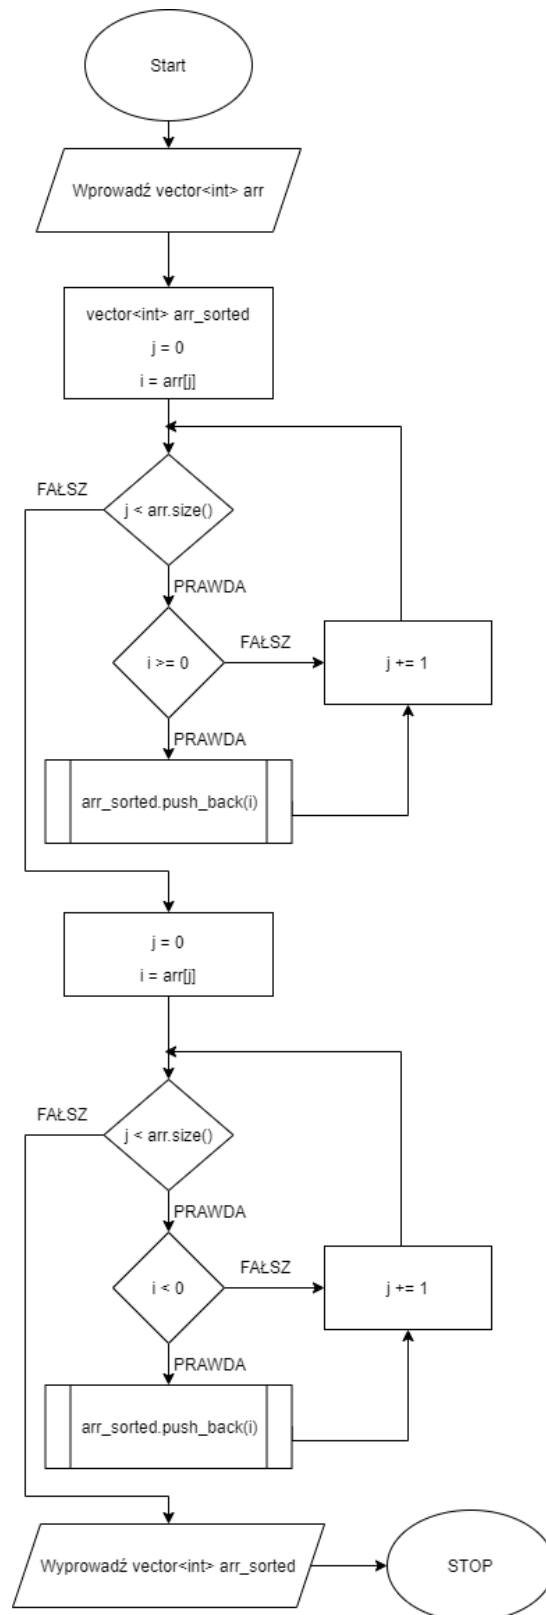 Start
Wprowadź vector<int> arr
vector<int> arr_sorted
j = 0
i = arr[j]
FAŁSZ
j < arr.size()
PRAWDA
i >= 0
FAŁSZ
j += 1
PRAWDA
arr_sorted.push_back(i)
j = 0
i = arr[j]
FAŁSZ
j < arr.size()
PRAWDA
i < 0
FAŁSZ
j += 1
PRAWDA
arr_sorted.push_back(i)
Wyprowadź vector<int> arr_sorted
STOP